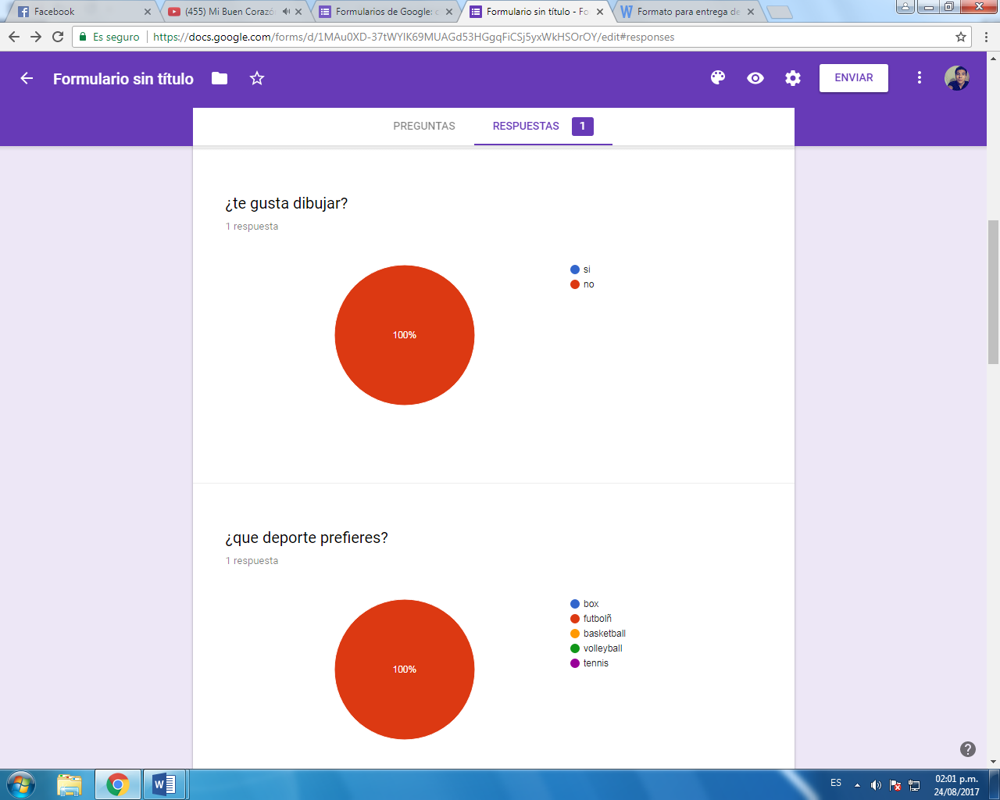 Facebook
(455) Mi Buen Corazó
Formularios de Google: c
Formulario sin título - Fo
Formato para entrega de
Es seguro
https://docs.google.com/forms/d/1MAu0XD-37tWYIK69MUAGd53HGgqFiCSj5yxWkHSOrOY/edit#responses
Formulario sin título
ENVIAR
PREGUNTAS
RESPUESTAS
1
¿te gusta dibujar?
1 respuesta
si
no
100%
¿que deporte prefieres?
1 respuesta
box
futbolñ
basketball
volleyball
tennis
100%
ES
02:01 p.m.
24/08/2017